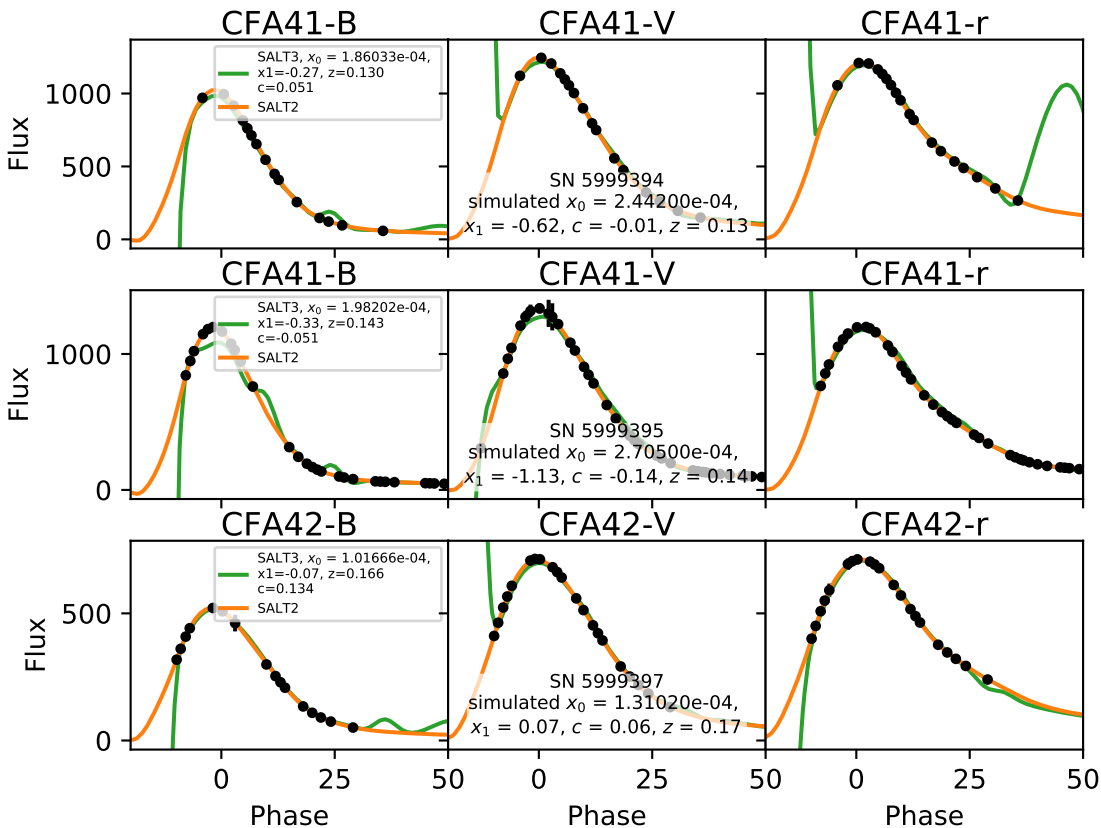 CFA41-B CFA41-V CFA41-r
SALT3, x₀ = 1.86033e-04,
x1=-0.27, z=0.130
c=0.051
SALT2
1000
500
0
Flux
SN 5999394
simulated x₀ = 2.44200e-04,
x₁ = -0.62, c = -0.01, z = 0.13
CFA41-B CFA41-V CFA41-r
SALT3, x₀ = 1.98202e-04,
x1=-0.33, z=0.143
c=-0.051
SALT2
1000
0
Flux
SN 5999395
simulated x₀ = 2.70500e-04,
x₁ = -1.13, c = -0.14, z = 0.14
CFA42-B CFA42-V CFA42-r
SALT3, x₀ = 1.01666e-04,
x1=-0.07, z=0.166
c=0.134
SALT2
500
0
Flux
SN 5999397
simulated x₀ = 1.31020e-04,
x₁ = 0.07, c = 0.06, z = 0.17
0 25 50 0 25 50 0 25 50
Phase Phase Phase